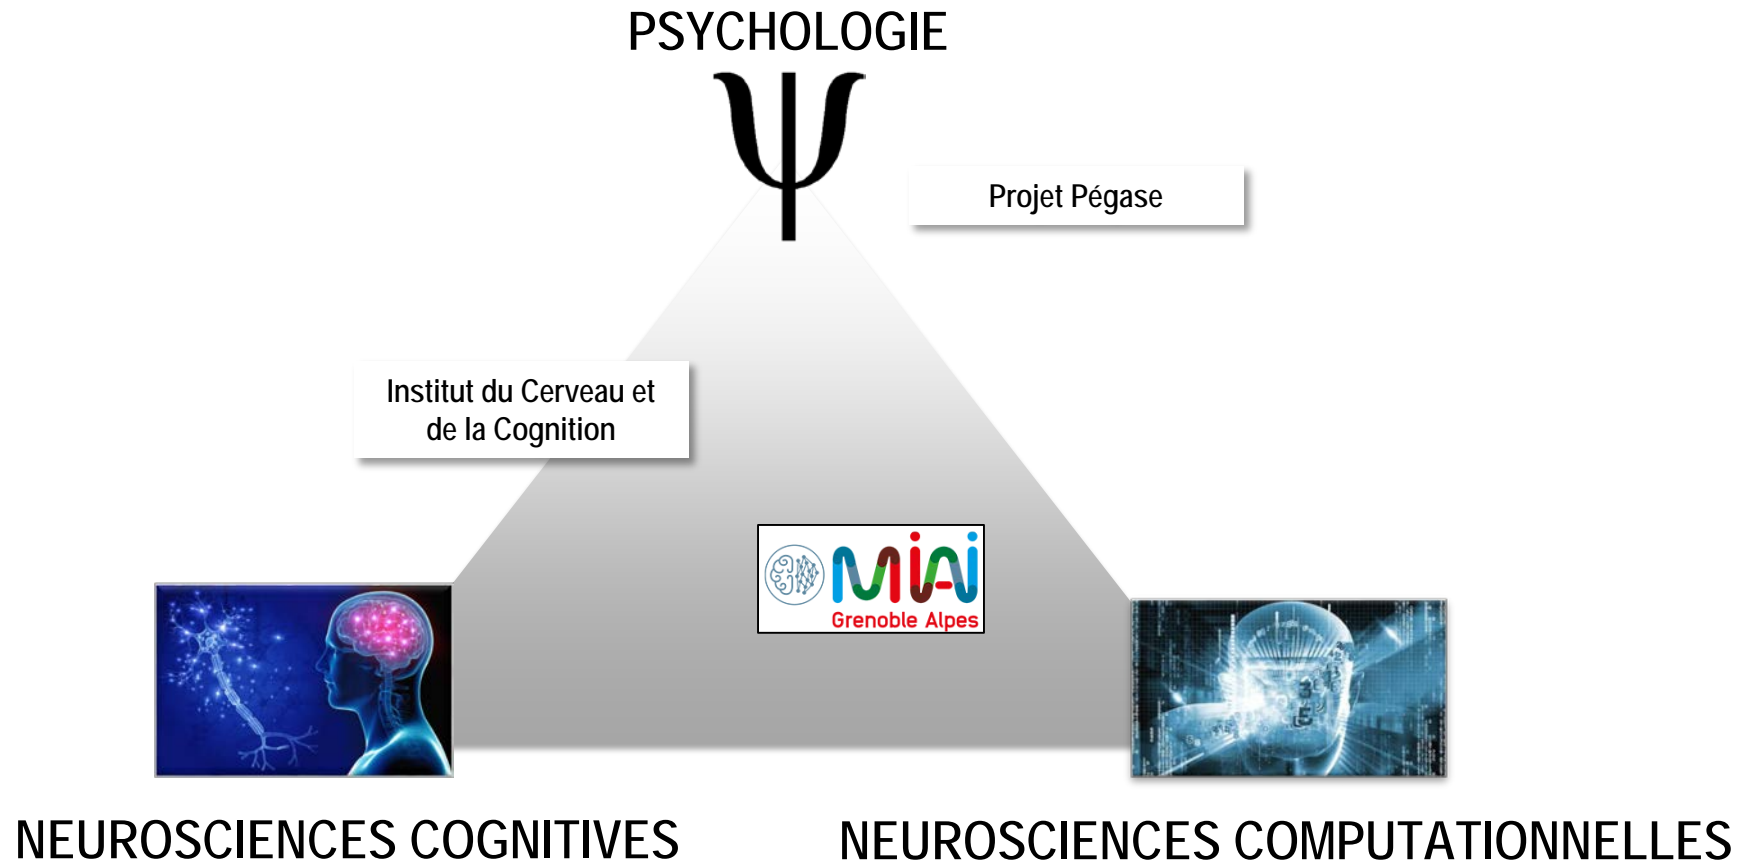 PSYCHOLOGIE
Ψ
Projet Pégase
Institut du Cerveau et
de la Cognition
MIAI
Grenoble Alpes
NEUROSCIENCES COGNITIVES
NEUROSCIENCES COMPUTATIONNELLES